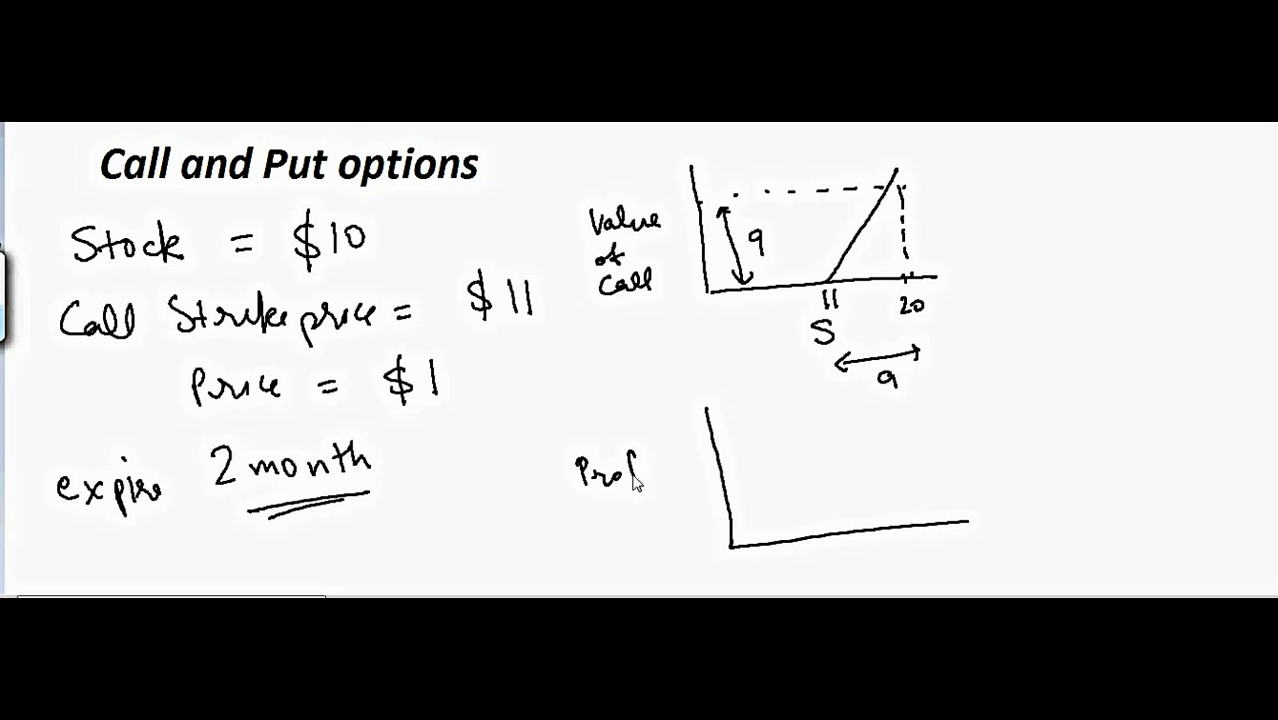 Call and Put options
Stock = $10
Call Strike price = $11
Price = $1
expire 2 month
Value
of
Call
9
11
20
S
9
Prof